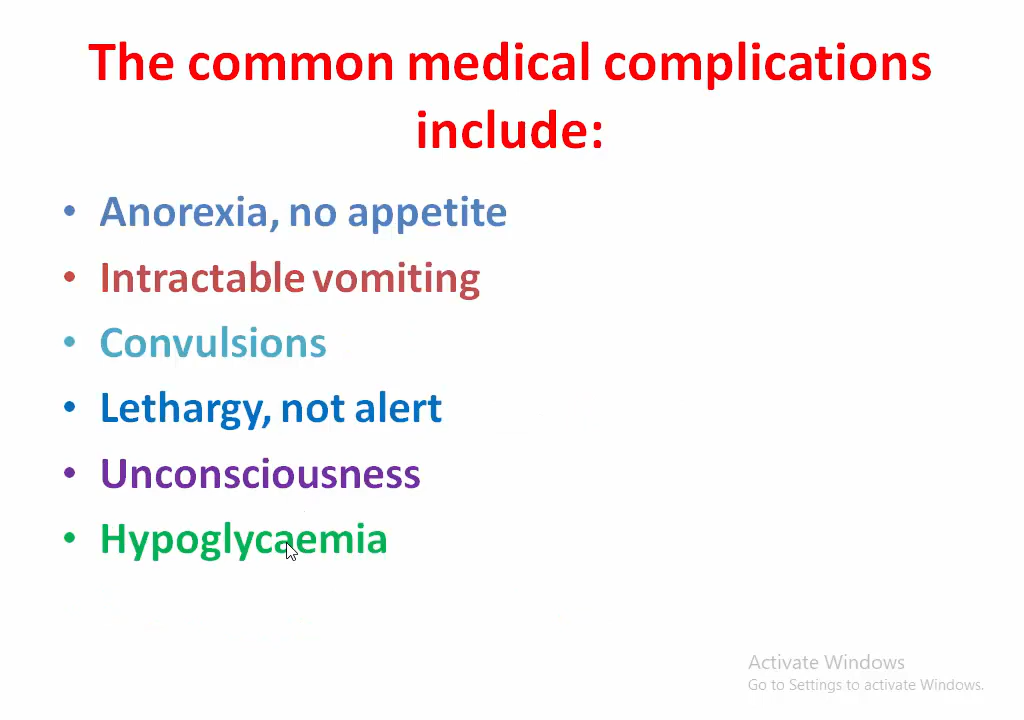 The common medical complications
include:
• Anorexia, no appetite
• Intractable vomiting
• Convulsions
• Lethargy, not alert
• Unconsciousness
• Hypoglycaemia
Activate Windows
Go to Settings to activate Windows.